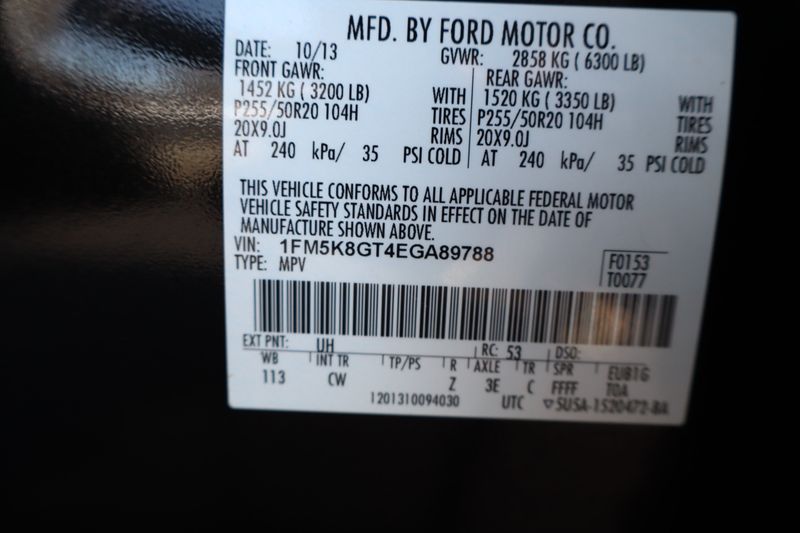 MFD. BY FORD MOTOR CO.
DATE: 10/13 GVWR: 2858 KG ( 6300 LB)
FRONT GAWR: REAR GAWR:
1452 KG ( 3200 LB) WITH 1520 KG ( 3350 LB) WITH
P255/50R20 104H TIRES P255/50R20 104H TIRES
20X9.0J RIMS 20X9.0J RIMS
AT 240 kPa/ 35 PSI COLD AT 240 kPa/ 35 PSI COLD
THIS VEHICLE CONFORMS TO ALL APPLICABLE FEDERAL MOTOR
VEHICLE SAFETY STANDARDS IN EFFECT ON THE DATE OF
MANUFACTURE SHOWN ABOVE.
VIN: 1FM5K8GT4EGA89788
TYPE: MPV
F0153
T0077
EXT PNT: UH RC: 53 DSO:
WB INT TR TP/PS R AXLE TR SPR EUB1G
113 CW Z 3E C FFFF TOA
1201310094030 UTC ▽5USA-1520472-BA